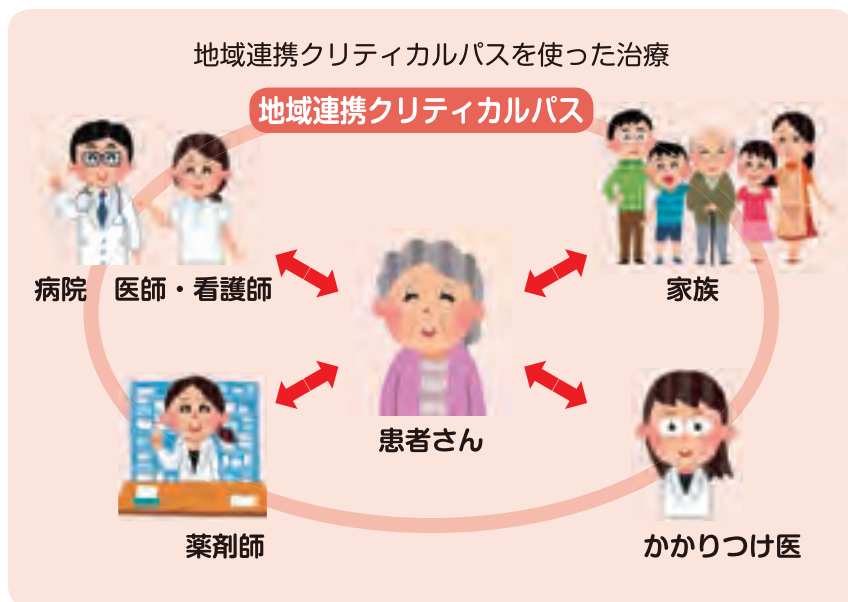 地域連携クリティカルパスを使った治療
地域連携クリティカルパス
病院　医師・看護師
家族
患者さん
薬剤師
かかりつけ医